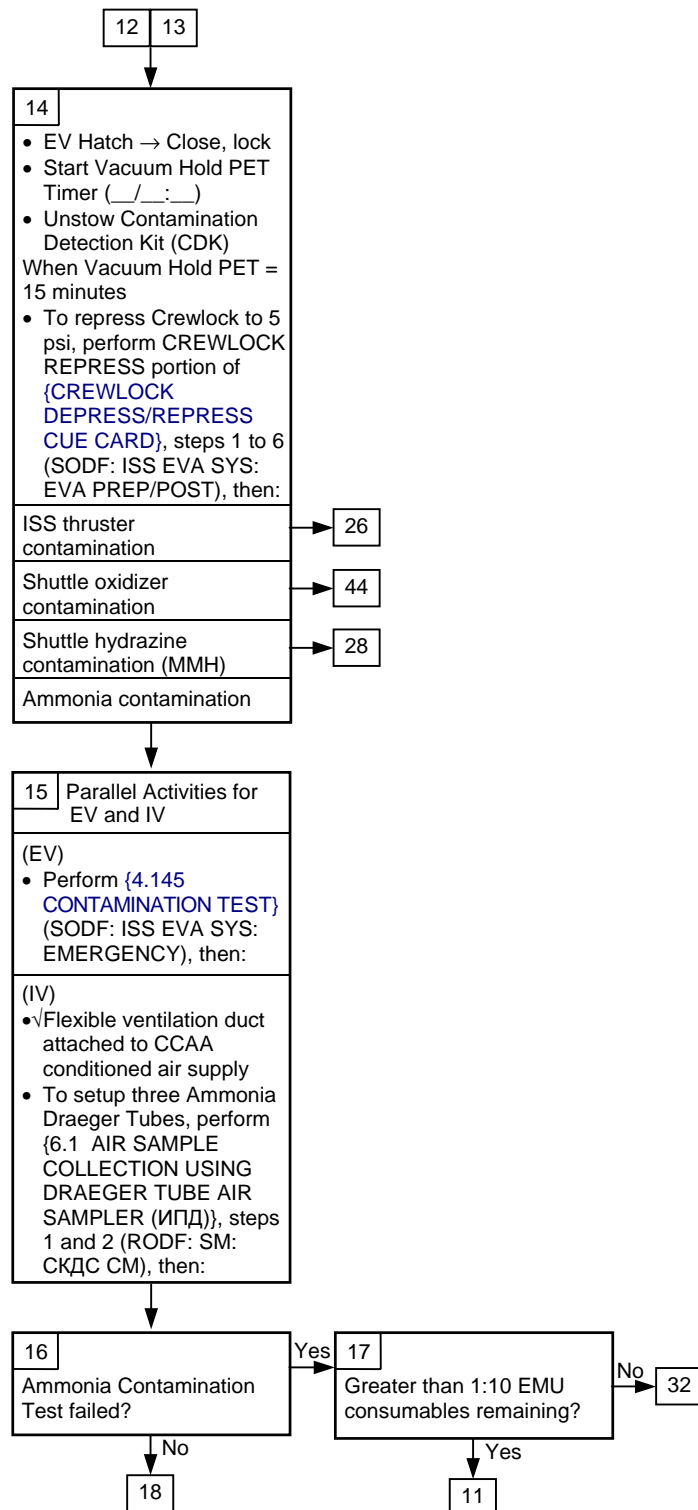 12 13
14
• EV Hatch → Close, lock
• Start Vacuum Hold PET
Timer (__/__:__)
• Unstow Contamination
Detection Kit (CDK)
When Vacuum Hold PET =
15 minutes
• To repress Crewlock to 5
psi, perform CREWLOCK
REPRESS portion of
{CREWLOCK
DEPRESS/REPRESS
CUE CARD}, steps 1 to 6
(SODF: ISS EVA SYS:
EVA PREP/POST), then:
ISS thruster
contamination
26
Shuttle oxidizer
contamination
44
Shuttle hydrazine
contamination (MMH)
28
Ammonia contamination
15 Parallel Activities for
EV and IV
(EV)
• Perform {4.145
CONTAMINATION TEST}
(SODF: ISS EVA SYS:
EMERGENCY), then:
(IV)
•√Flexible ventilation duct
attached to CCAA
conditioned air supply
• To setup three Ammonia
Draeger Tubes, perform
{6.1 AIR SAMPLE
COLLECTION USING
DRAEGER TUBE AIR
SAMPLER (ИПД)}, steps
1 and 2 (RODF: SM:
СКДС СМ), then:
16
Ammonia Contamination
Test failed?
Yes
No
18
17
Greater than 1:10 EMU
consumables remaining?
No
32
Yes
11